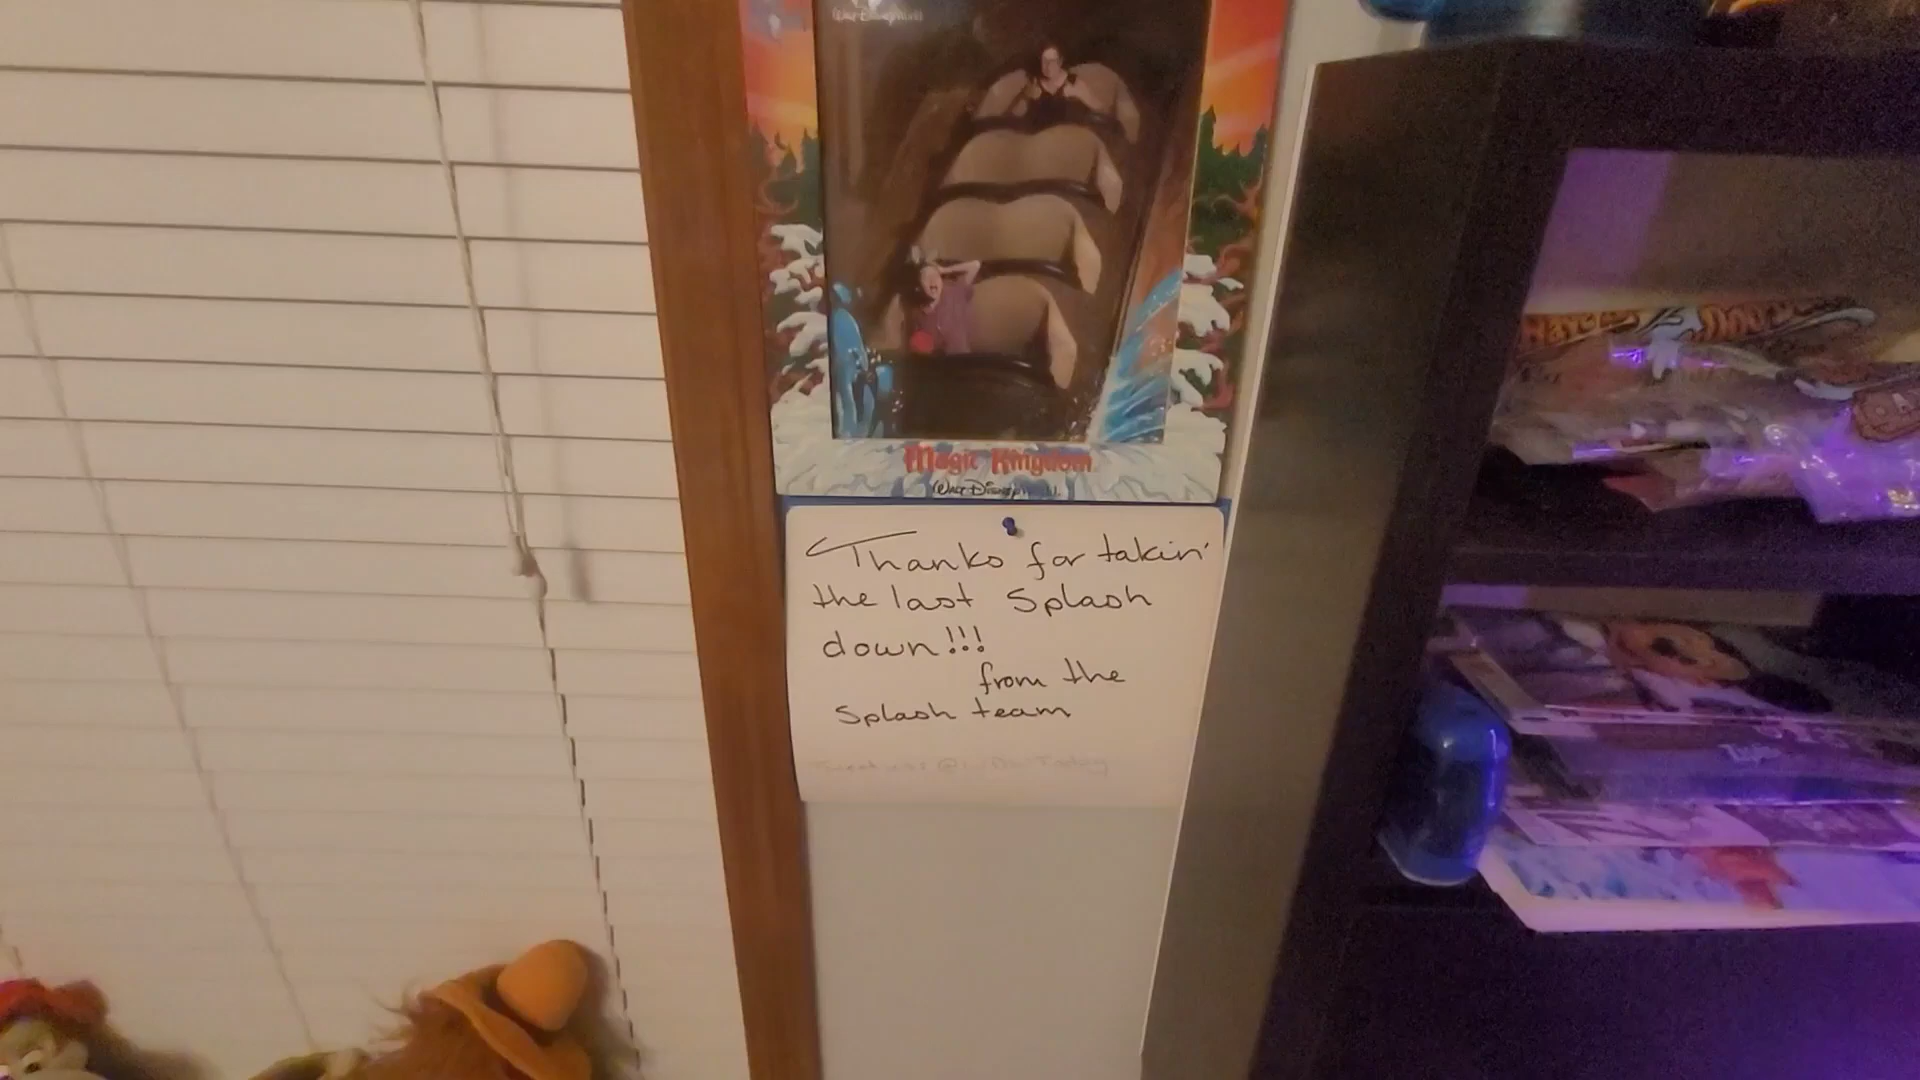 Walt Disney World
Magic Kingdom
Walt Disney World
Thanks for takin'
the last Splash
down!!!
from the
Splash team